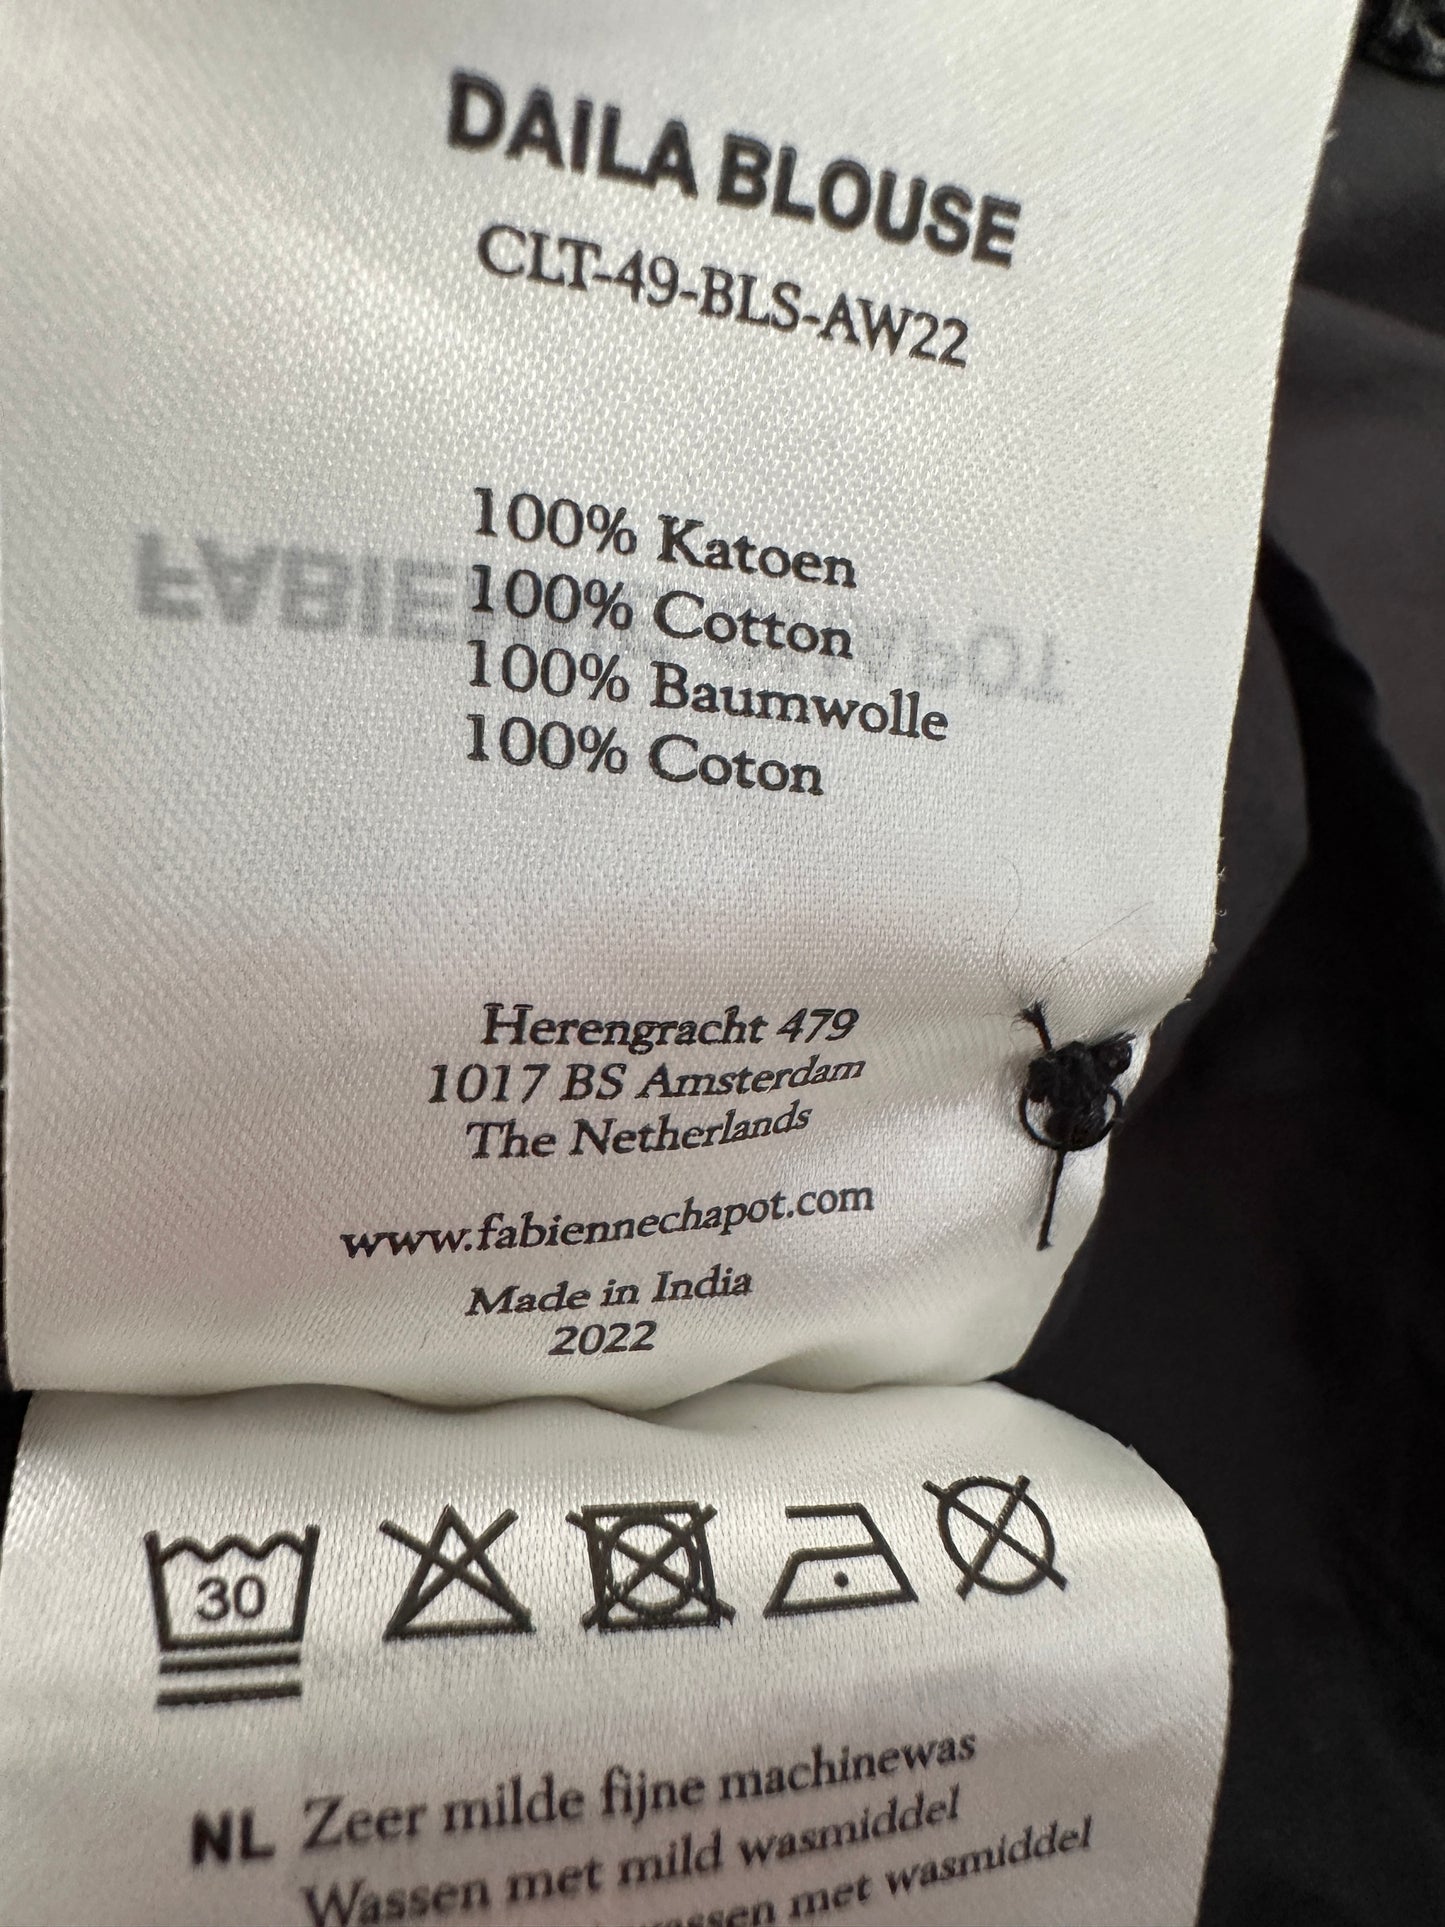 DAILA BLOUSE
CLT-49-BLS-AW22
100% Katoen
100% Cotton
100% Baumwolle
100% Coton
Herengracht 479
1017 BS Amsterdam
The Netherlands
www.fabiennechapot.com
Made in India
2022
30
NL Zeer milde fijne machinewas
Wassen met mild wasmiddel
met wasmiddel